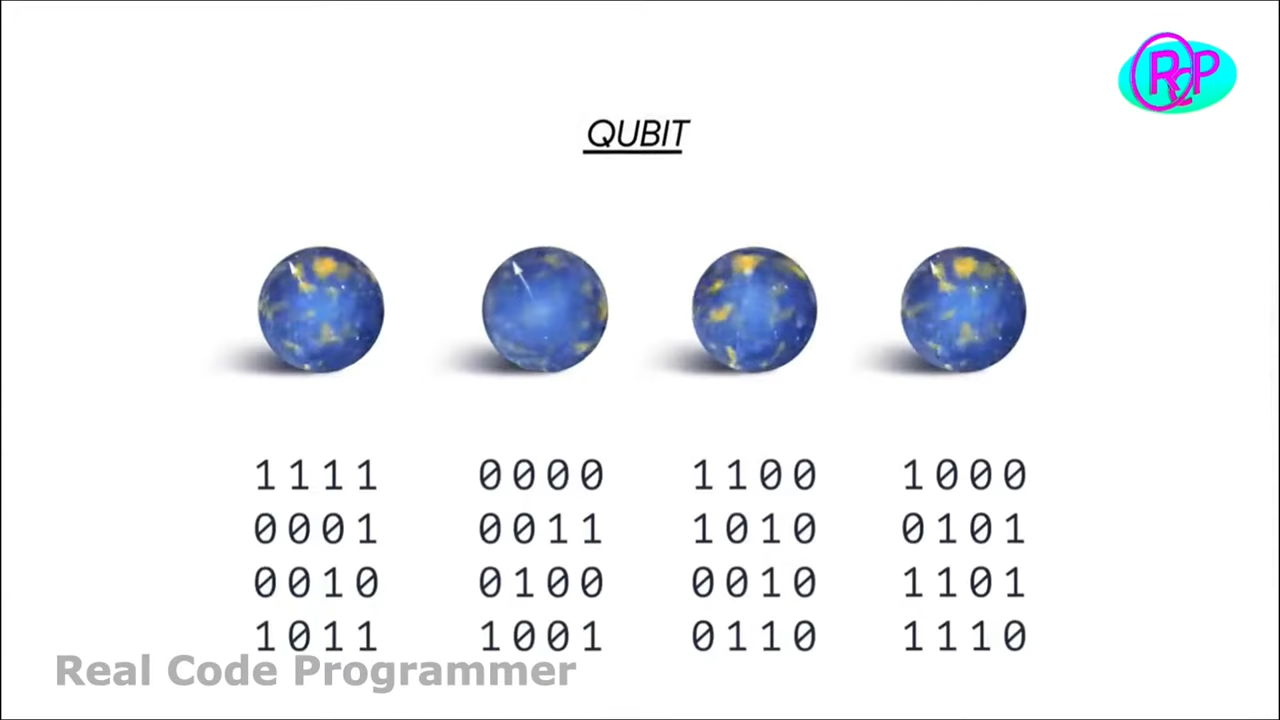 RCP
QUBIT
1111 0000 1100 1000
0001 0011 1010 0101
0010 0100 0010 1101
1011 1001 0110 1110
Real Code Programmer